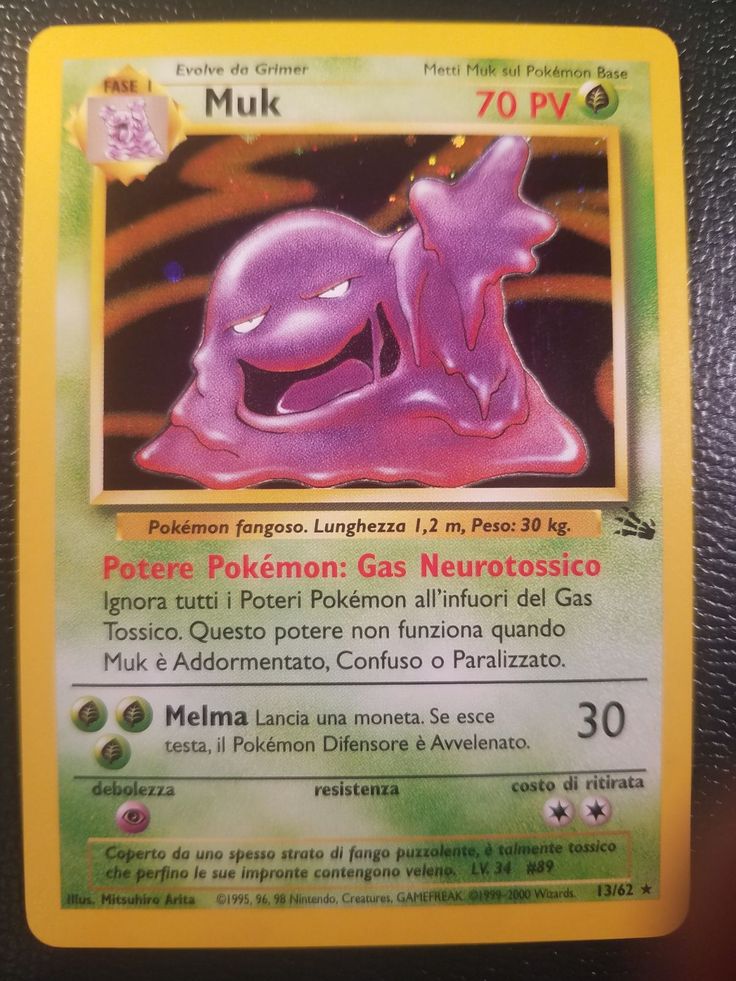 Evolve da Grimer
Metti Muk sul Pokémon Base
FASE 1
Muk
70 PV
Pokémon fangoso. Lunghezza 1,2 m, Peso: 30 kg.
Potere Pokémon: Gas Neurotossico
Ignora tutti i Poteri Pokémon all'infuori del Gas
Tossico. Questo potere non funziona quando
Muk è Addormentato, Confuso o Paralizzato.
Melma Lancia una moneta. Se esce
testa, il Pokémon Difensore è Avvelenato.
30
debolezza
resistenza
costo di ritirata
Coperto da uno spesso strato di fango puzzolente, è talmente tossico
che perfino le sue impronte contengono veleno. LV. 34 #89
Illus. Mitsuhiro Arita ©1995, 96, 98 Nintendo, Creatures, GAMEFREAK. ©1999-2000 Wizards. 13/62 ★